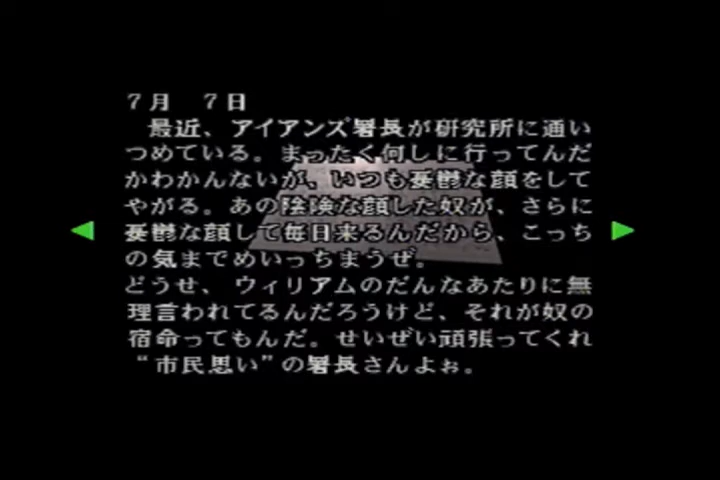 7月　7日
最近、アイアンズ署長が研究所に通い
つめている。まったく何しに行ってんだ
かわかんないが、いつも憂鬱な顔をして
やがる。あの陰険な顔した奴が、さらに
憂鬱な顔して毎日来るんだから、こっち
の気までめいっちまうぜ。
どうせ、ウィリアムのだんなあたりに無
理言われてるんだろうけど、それが奴の
宿命ってもんだ。せいぜい頑張ってくれ
“市民思い”の署長さんよぉ。